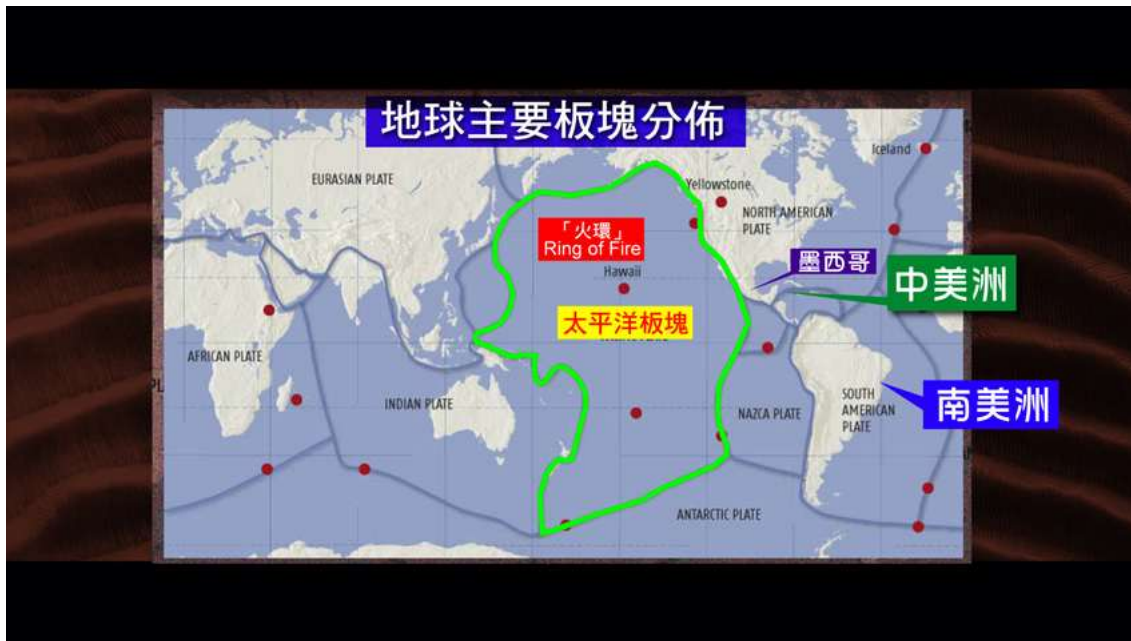 地球主要板塊分佈
Iceland
EURASIAN PLATE
Yellowstone
NORTH AMERICAN
PLATE
「火環」
Ring of Fire
墨西哥
Hawaii
中美洲
太平洋板塊
AFRICAN PLATE
INDIAN PLATE
NAZCA PLATE
SOUTH
AMERICAN
PLATE
南美洲
ANTARCTIC PLATE